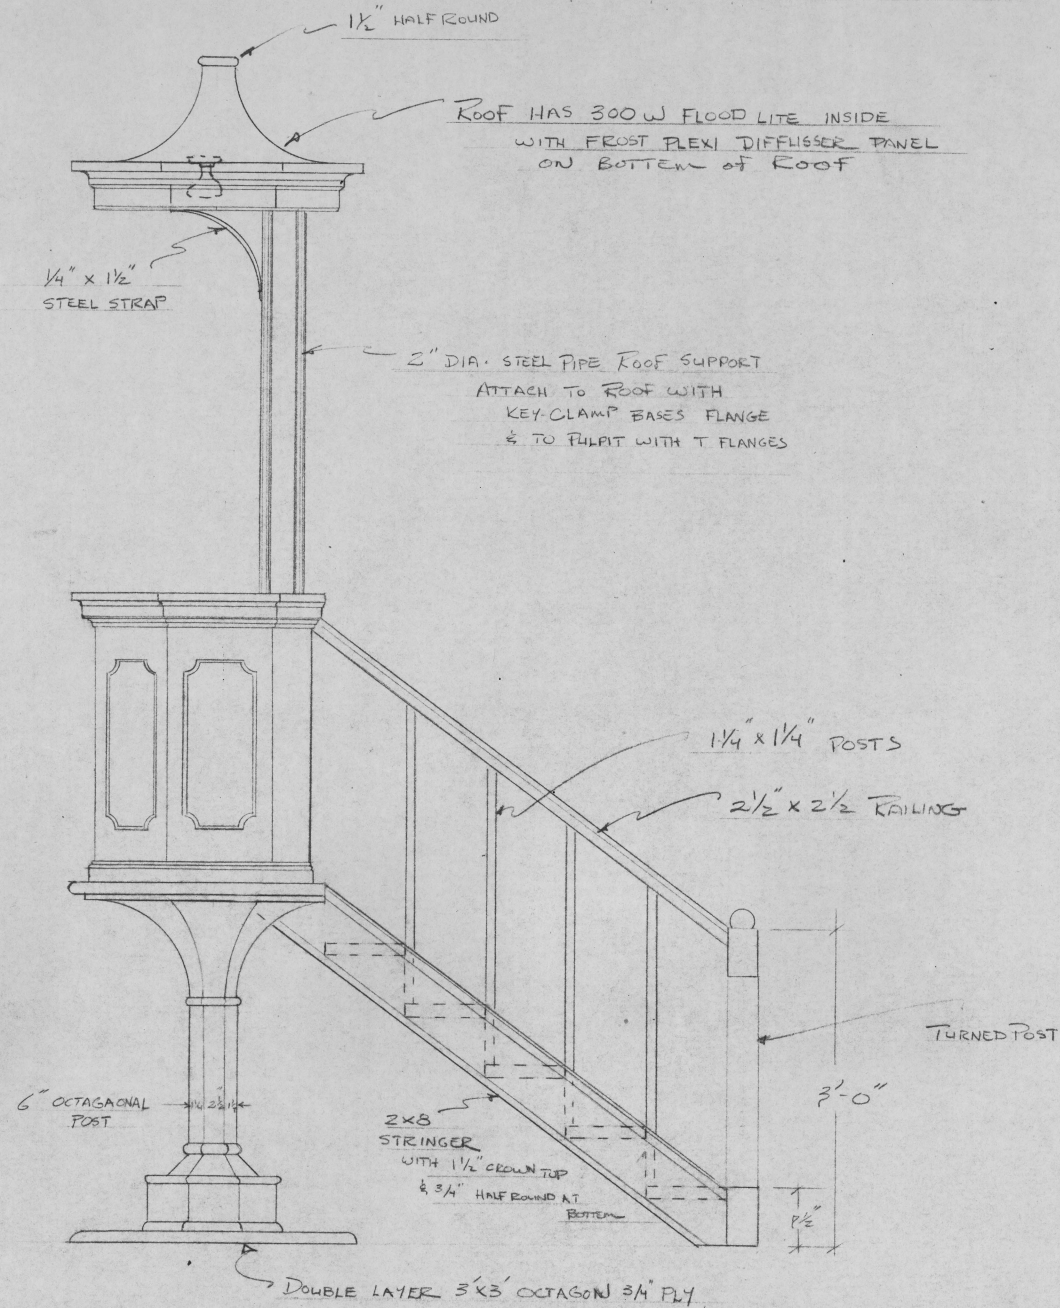 1½" HALF ROUND
ROOF HAS 300 W FLOOD LITE INSIDE
WITH FROST PLEXI DIFFUSSER PANEL
ON BOTTEM of ROOF
¼" x 1½"
STEEL STRAP
2" DIA. STEEL PIPE ROOF SUPPORT
ATTACH TO ROOF WITH
KEY-CLAMP BASES FLANGE
& TO PULPIT WITH T FLANGES
1¼" x 1¼" POSTS
2½" x 2½ RAILING
TURNED POST
3'-0"
6" OCTAGAONAL
POST
2½
2x8
STRINGER
WITH 1½" CROWN TOP
& 3/4" HALF ROUND AT
BOTTEM
DOUBLE LAYER 3'x3' OCTAGON 3/4" PLY